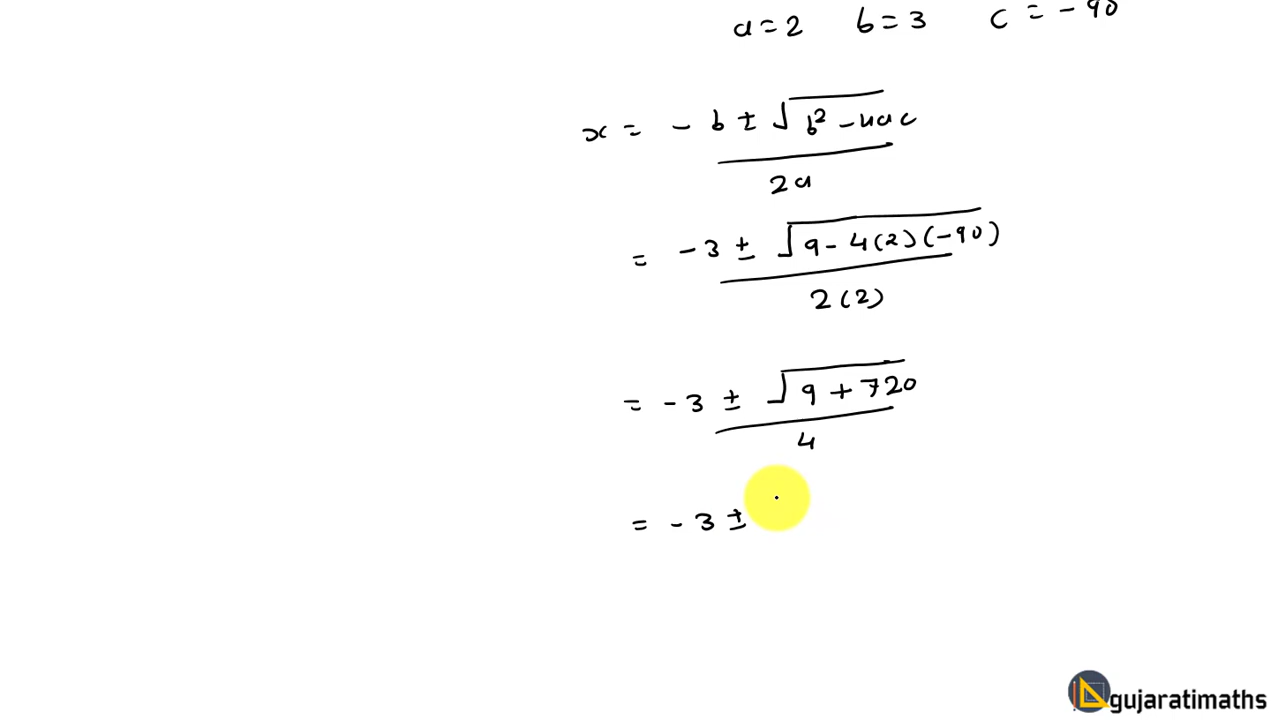 a = 2 b = 3 c = - 90
x = - b ± √b² - 4ac
2a
= - 3 ± √9 - 4(2)(-90)
2(2)
= - 3 ± √9 + 720
4
= - 3 ±
gujaratimaths